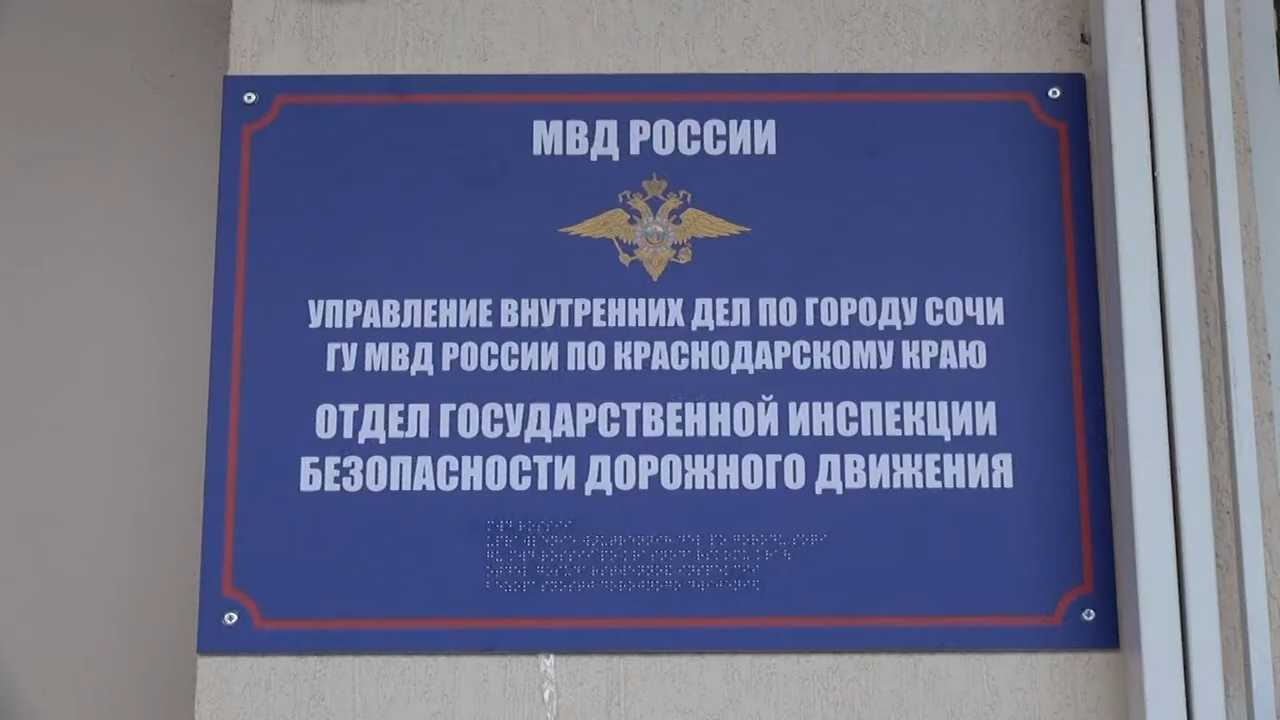 МВД РОССИИ
УПРАВЛЕНИЕ ВНУТРЕННИХ ДЕЛ ПО ГОРОДУ СОЧИ
ГУ МВД РОССИИ ПО КРАСНОДАРСКОМУ КРАЮ
ОТДЕЛ ГОСУДАРСТВЕННОЙ ИНСПЕКЦИИ
БЕЗОПАСНОСТИ ДОРОЖНОГО ДВИЖЕНИЯ